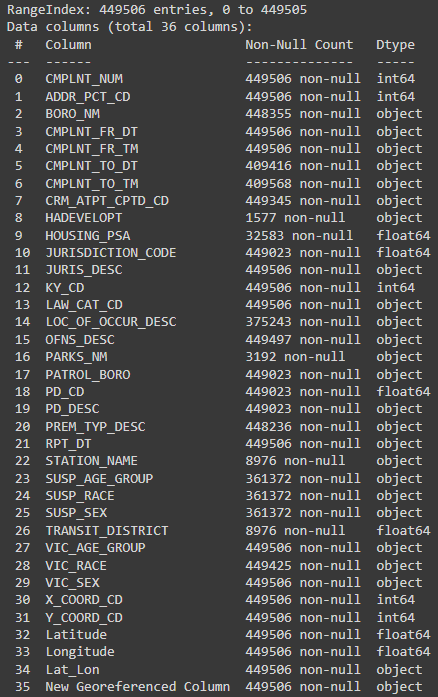 RangeIndex: 449506 entries, 0 to 449505
Data columns (total 36 columns):
 #   Column                    Non-Null Count   Dtype
---  ------                    --------------   -----
 0   CMPLNT_NUM                449506 non-null  int64
 1   ADDR_PCT_CD               449506 non-null  int64
 2   BORO_NM                   448355 non-null  object
 3   CMPLNT_FR_DT              449506 non-null  object
 4   CMPLNT_FR_TM              449506 non-null  object
 5   CMPLNT_TO_DT              409416 non-null  object
 6   CMPLNT_TO_TM              409568 non-null  object
 7   CRM_ATPT_CPTD_CD          449345 non-null  object
 8   HADEVELOPT                1577 non-null    object
 9   HOUSING_PSA               32583 non-null   float64
 10  JURISDICTION_CODE         449023 non-null  float64
 11  JURIS_DESC                449506 non-null  object
 12  KY_CD                     449506 non-null  int64
 13  LAW_CAT_CD                449506 non-null  object
 14  LOC_OF_OCCUR_DESC         375243 non-null  object
 15  OFNS_DESC                 449497 non-null  object
 16  PARKS_NM                  3192 non-null    object
 17  PATROL_BORO               449023 non-null  object
 18  PD_CD                     449023 non-null  float64
 19  PD_DESC                   449023 non-null  object
 20  PREM_TYP_DESC             448236 non-null  object
 21  RPT_DT                    449506 non-null  object
 22  STATION_NAME              8976 non-null    object
 23  SUSP_AGE_GROUP            361372 non-null  object
 24  SUSP_RACE                 361372 non-null  object
 25  SUSP_SEX                  361372 non-null  object
 26  TRANSIT_DISTRICT          8976 non-null    float64
 27  VIC_AGE_GROUP             449506 non-null  object
 28  VIC_RACE                  449425 non-null  object
 29  VIC_SEX                   449506 non-null  object
 30  X_COORD_CD                449506 non-null  int64
 31  Y_COORD_CD                449506 non-null  int64
 32  Latitude                  449506 non-null  float64
 33  Longitude                 449506 non-null  float64
 34  Lat_Lon                   449506 non-null  object
 35  New Georeferenced Column  449506 non-null  object